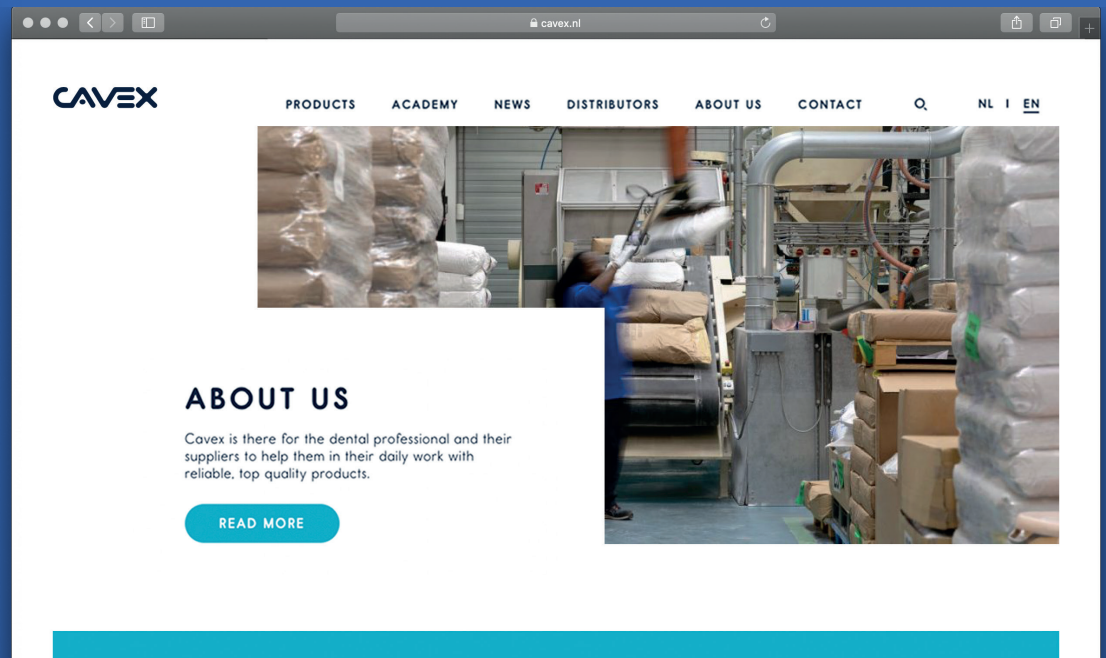 cavex.nl
CAVEX
PRODUCTS ACADEMY NEWS DISTRIBUTORS ABOUT US CONTACT NL | EN
ABOUT US
Cavex is there for the dental professional and their
suppliers to help them in their daily work with
reliable, top quality products.
READ MORE